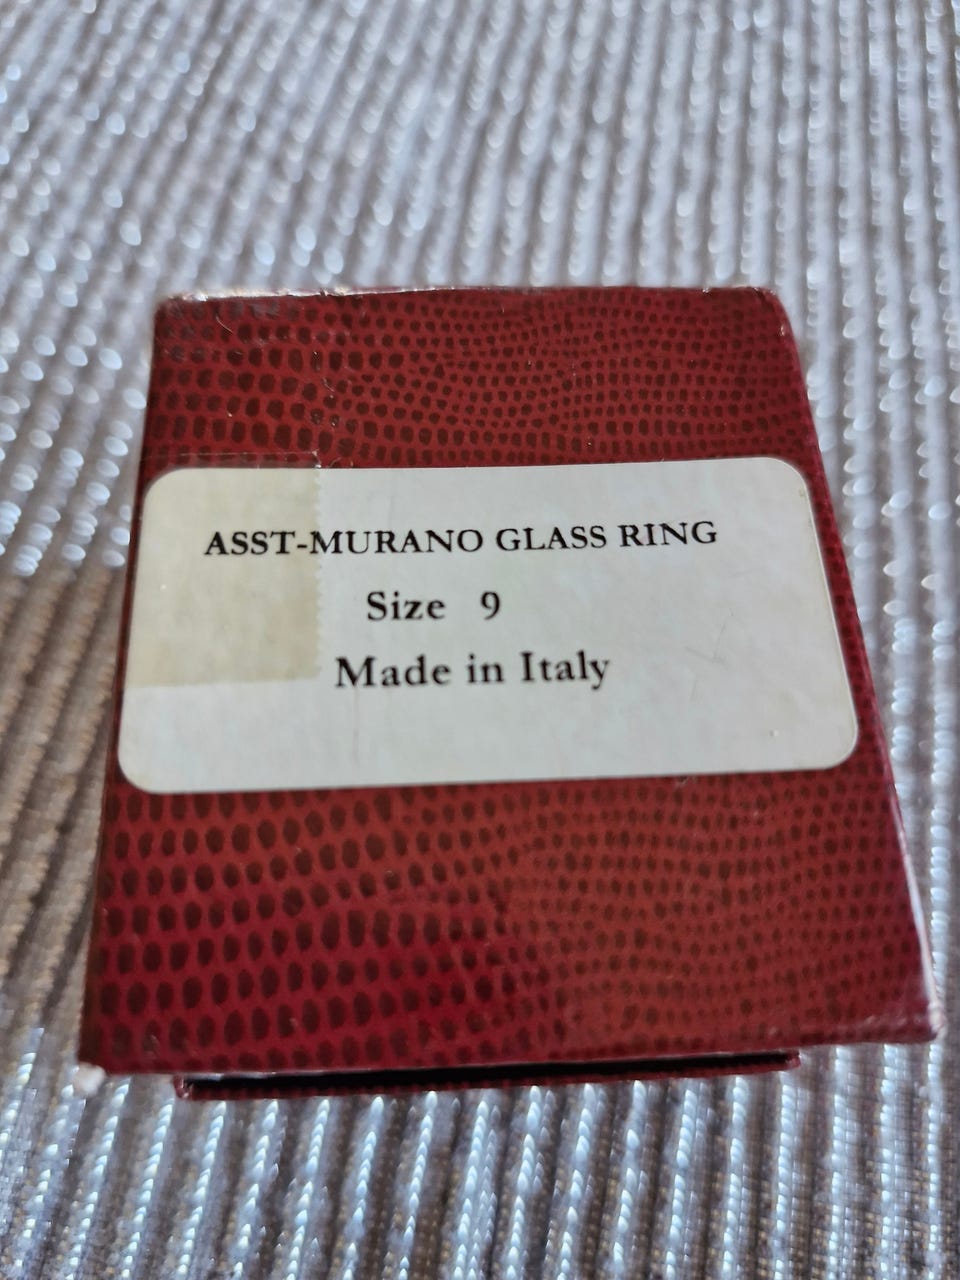 ASST-MURANO GLASS RING
Size 9
Made in Italy